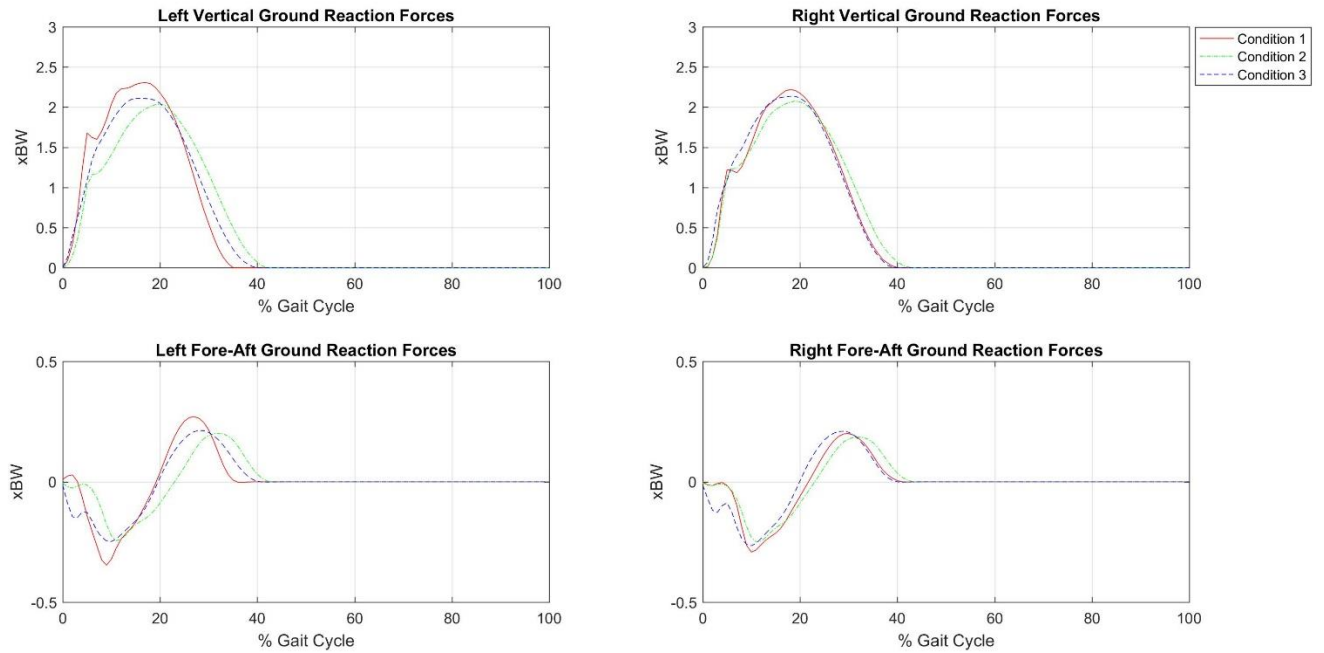 Left Vertical Ground Reaction Forces
3
2.5
2
1.5
1
0.5
0
xBW
0 20 40 60 80 100
% Gait Cycle
Right Vertical Ground Reaction Forces
3
2.5
2
1.5
1
0.5
0
xBW
0 20 40 60 80 100
% Gait Cycle
Condition 1
Condition 2
Condition 3
Left Fore-Aft Ground Reaction Forces
0.5
0
-0.5
xBW
0 20 40 60 80 100
% Gait Cycle
Right Fore-Aft Ground Reaction Forces
0.5
0
-0.5
xBW
0 20 40 60 80 100
% Gait Cycle